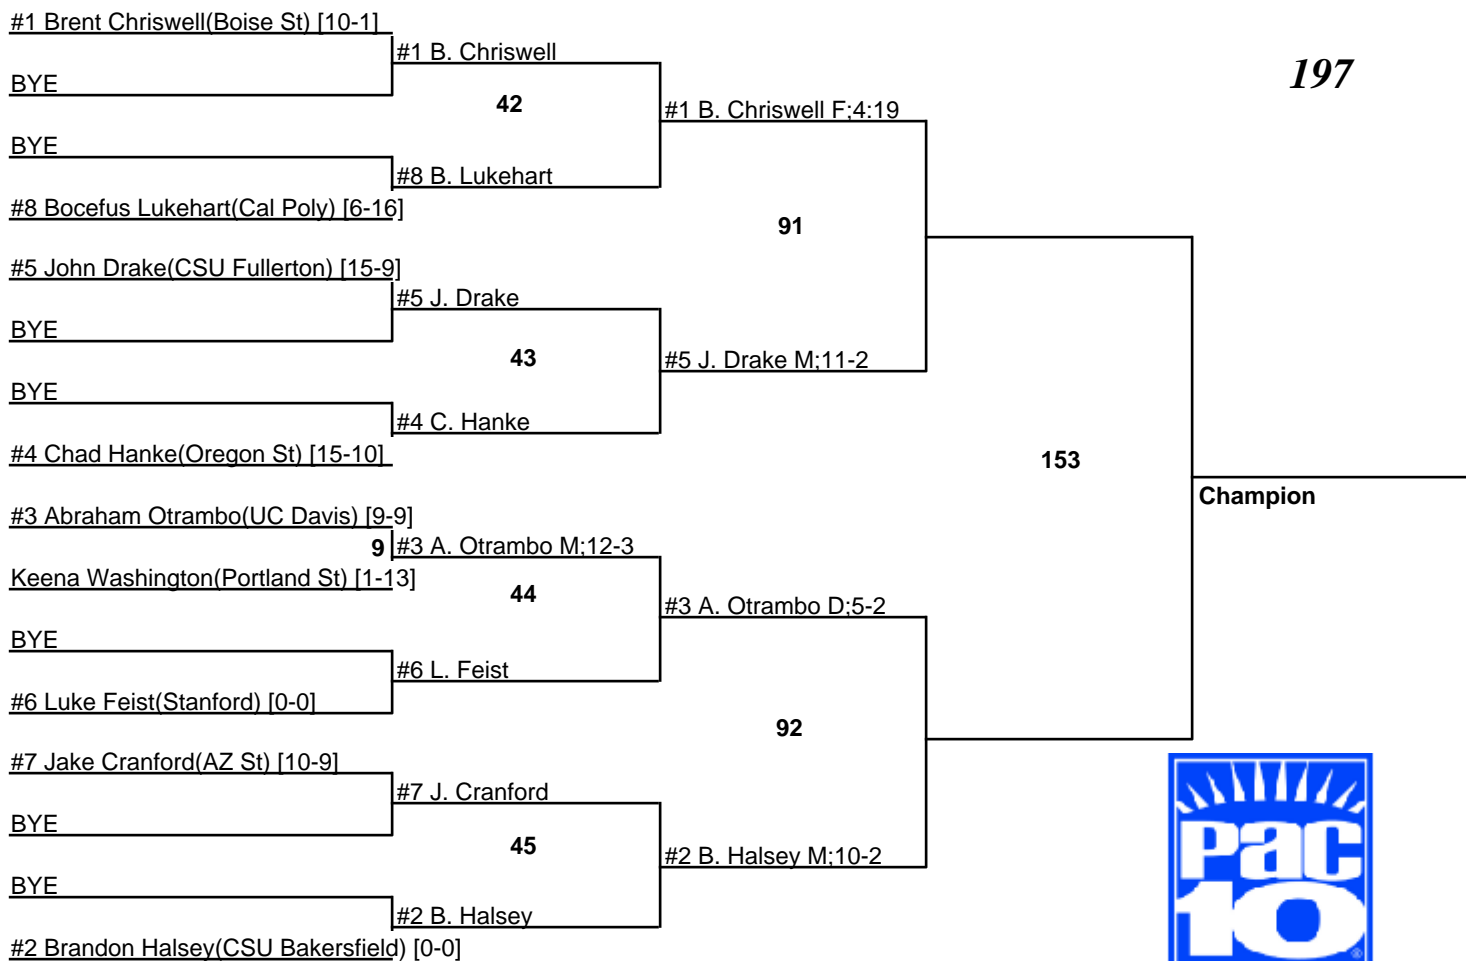 #1 Brent Chriswell(Boise St) [10-1]
#1 B. Chriswell
197
BYE
42
#1 B. Chriswell F;4:19
BYE
#8 B. Lukehart
#8 Bocefus Lukehart(Cal Poly) [6-16]
91
#5 John Drake(CSU Fullerton) [15-9]
#5 J. Drake
BYE
43
#5 J. Drake M;11-2
BYE
#4 C. Hanke
#4 Chad Hanke(Oregon St) [15-10]
153
Champion
#3 Abraham Otrambo(UC Davis) [9-9]
9
#3 A. Otrambo M;12-3
Keena Washington(Portland St) [1-13]
44
#3 A. Otrambo D;5-2
BYE
#6 L. Feist
#6 Luke Feist(Stanford) [0-0]
92
#7 Jake Cranford(AZ St) [10-9]
#7 J. Cranford
BYE
45
#2 B. Halsey M;10-2
BYE
#2 B. Halsey
#2 Brandon Halsey(CSU Bakersfield) [0-0]
Pac
10
®